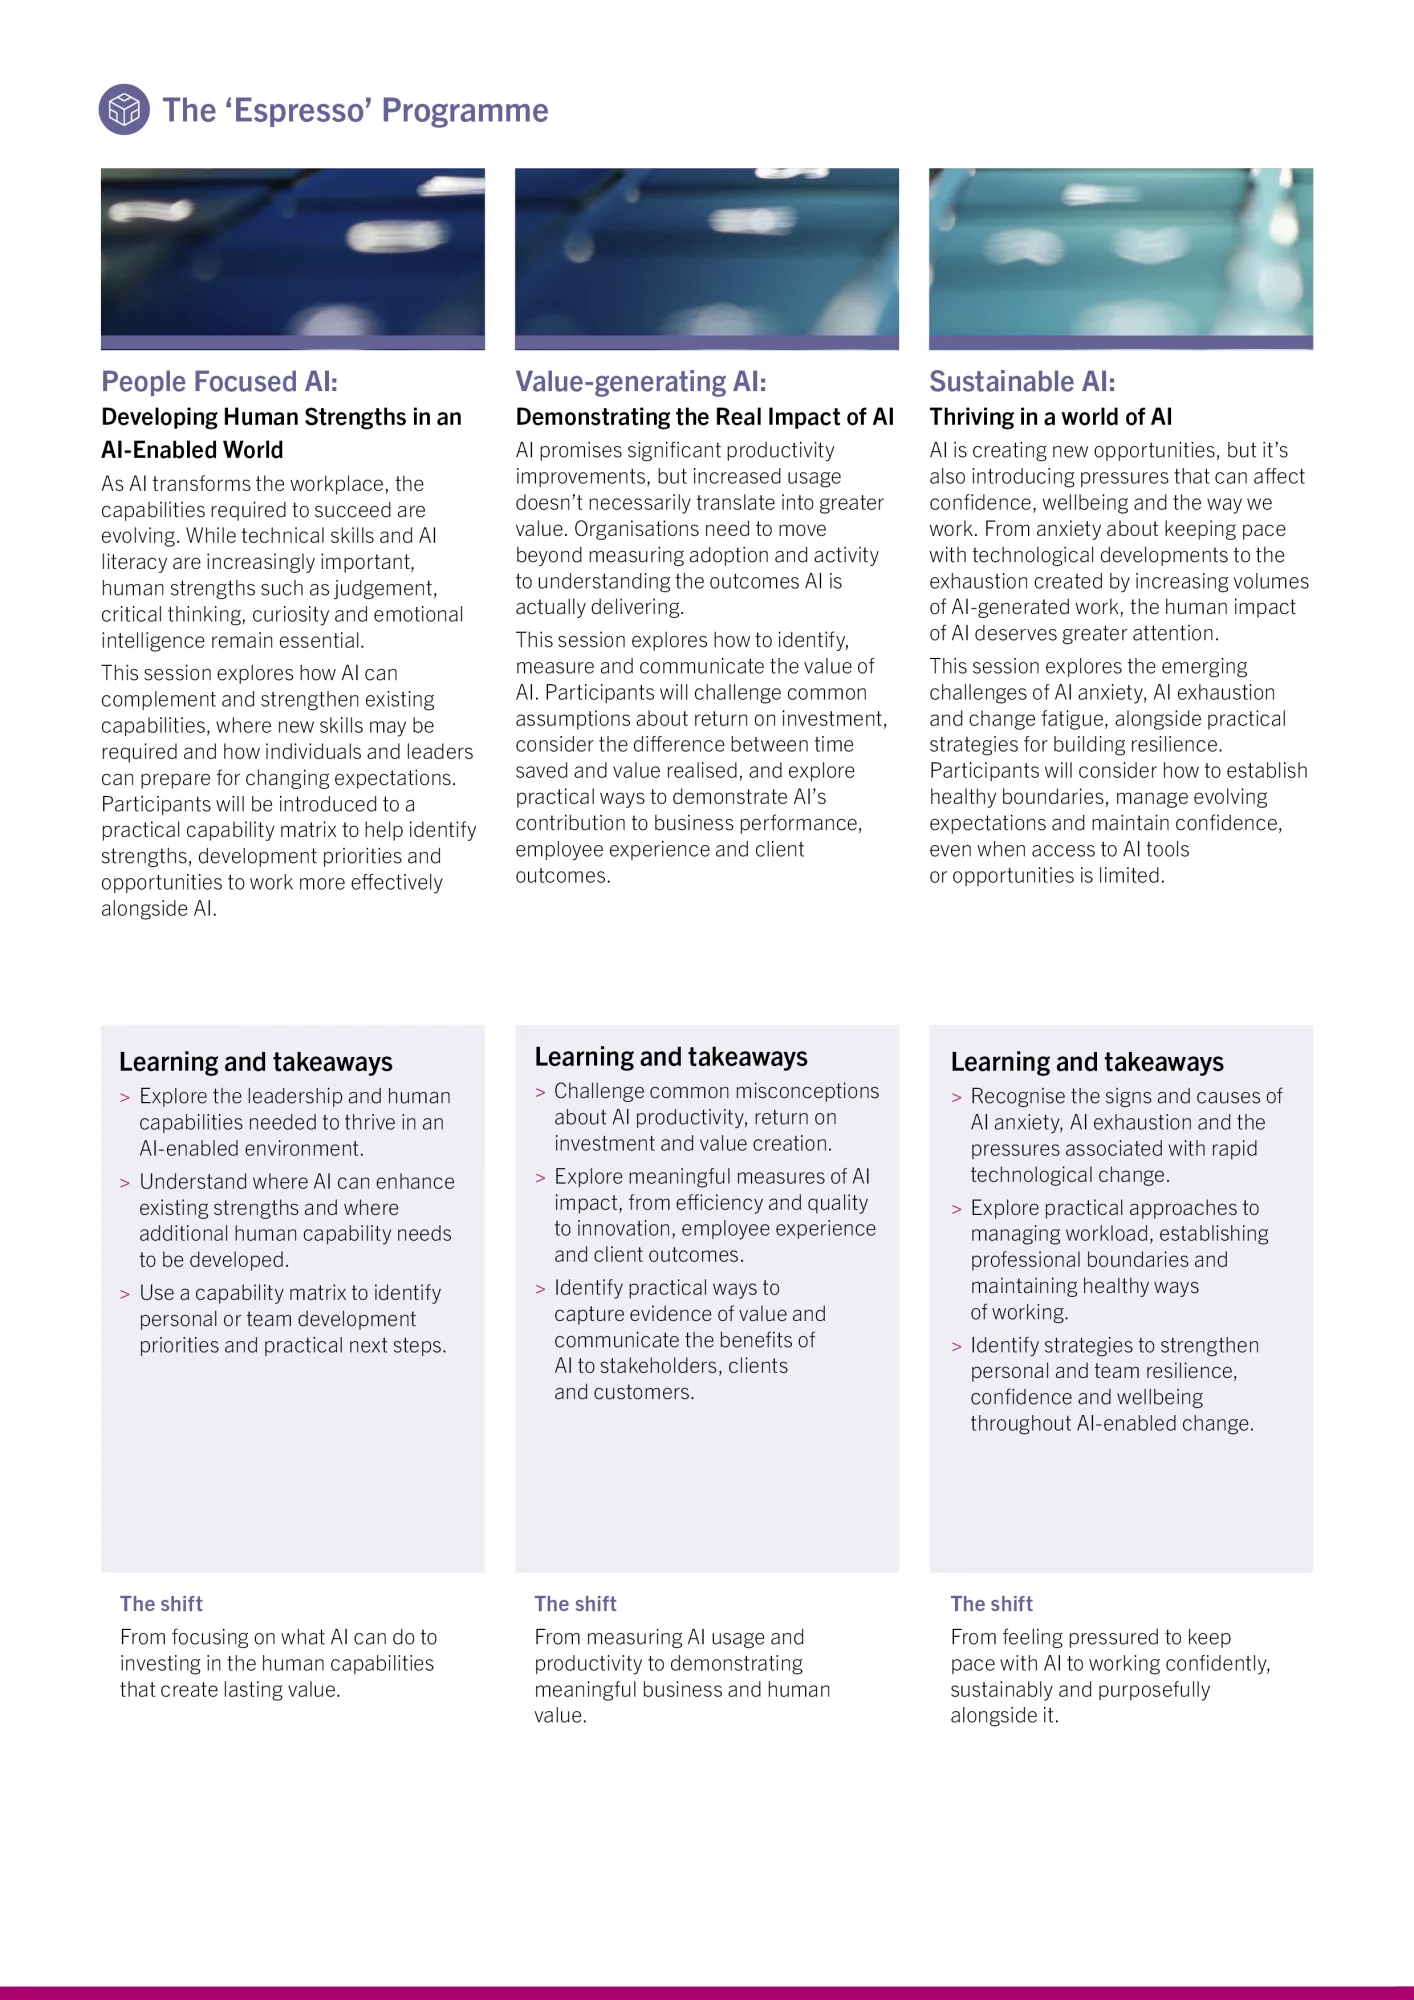 The ‘Espresso’ Programme
People Focused AI:
Developing Human Strengths in an
AI-Enabled World
As AI transforms the workplace, the
capabilities required to succeed are
evolving. While technical skills and AI
literacy are increasingly important,
human strengths such as judgement,
critical thinking, curiosity and emotional
intelligence remain essential.
This session explores how AI can
complement and strengthen existing
capabilities, where new skills may be
required and how individuals and leaders
can prepare for changing expectations.
Participants will be introduced to a
practical capability matrix to help identify
strengths, development priorities and
opportunities to work more effectively
alongside AI.
Learning and takeaways
> Explore the leadership and human
capabilities needed to thrive in an
AI-enabled environment.
> Understand where AI can enhance
existing strengths and where
additional human capability needs
to be developed.
> Use a capability matrix to identify
personal or team development
priorities and practical next steps.
The shift
From focusing on what AI can do to
investing in the human capabilities
that create lasting value.
Value-generating AI:
Demonstrating the Real Impact of AI
AI promises significant productivity
improvements, but increased usage
doesn’t necessarily translate into greater
value. Organisations need to move
beyond measuring adoption and activity
to understanding the outcomes AI is
actually delivering.
This session explores how to identify,
measure and communicate the value of
AI. Participants will challenge common
assumptions about return on investment,
consider the difference between time
saved and value realised, and explore
practical ways to demonstrate AI’s
contribution to business performance,
employee experience and client
outcomes.
Learning and takeaways
> Challenge common misconceptions
about AI productivity, return on
investment and value creation.
> Explore meaningful measures of AI
impact, from efficiency and quality
to innovation, employee experience
and client outcomes.
> Identify practical ways to
capture evidence of value and
communicate the benefits of
AI to stakeholders, clients
and customers.
The shift
From measuring AI usage and
productivity to demonstrating
meaningful business and human
value.
Sustainable AI:
Thriving in a world of AI
AI is creating new opportunities, but it’s
also introducing pressures that can affect
confidence, wellbeing and the way we
work. From anxiety about keeping pace
with technological developments to the
exhaustion created by increasing volumes
of AI-generated work, the human impact
of AI deserves greater attention.
This session explores the emerging
challenges of AI anxiety, AI exhaustion
and change fatigue, alongside practical
strategies for building resilience.
Participants will consider how to establish
healthy boundaries, manage evolving
expectations and maintain confidence,
even when access to AI tools
or opportunities is limited.
Learning and takeaways
> Recognise the signs and causes of
AI anxiety, AI exhaustion and the
pressures associated with rapid
technological change.
> Explore practical approaches to
managing workload, establishing
professional boundaries and
maintaining healthy ways
of working.
> Identify strategies to strengthen
personal and team resilience,
confidence and wellbeing
throughout AI-enabled change.
The shift
From feeling pressured to keep
pace with AI to working confidently,
sustainably and purposefully
alongside it.